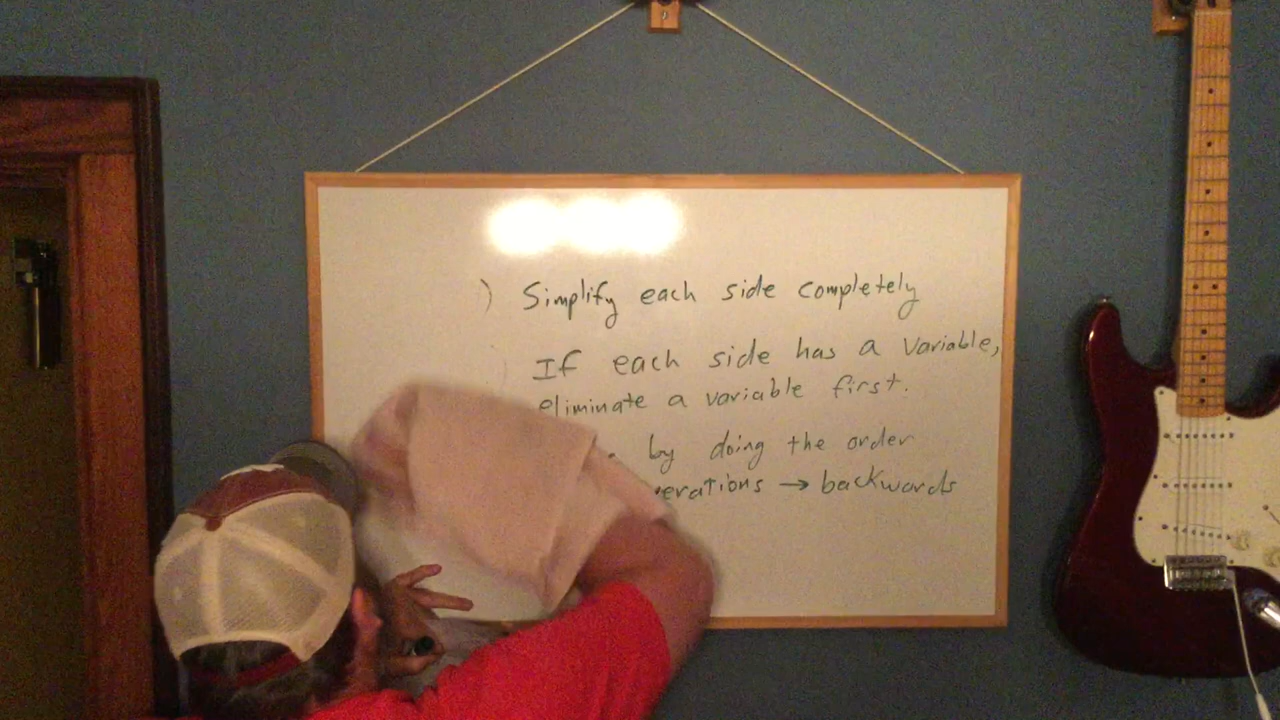 ) Simplify each side completely
If each side has a variable,
eliminate a variable first.
by doing the order
erations → backwards